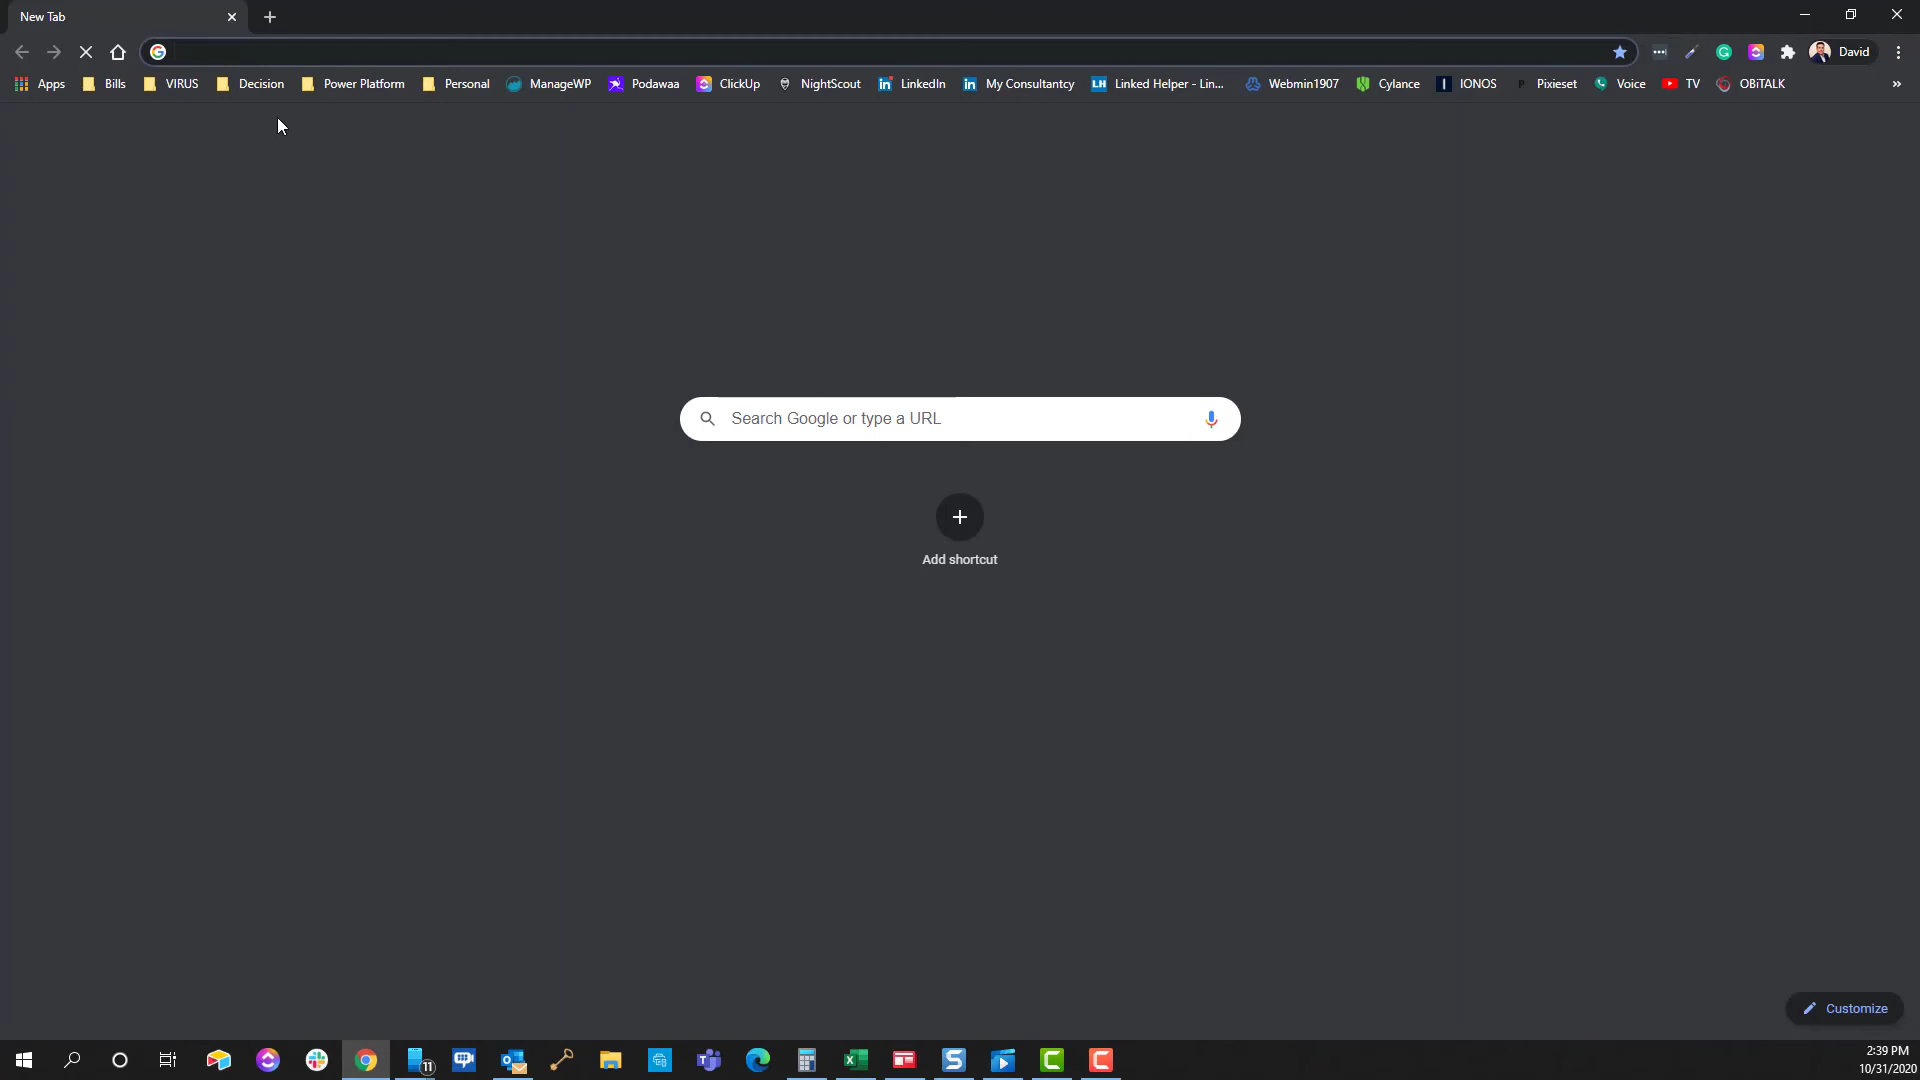 New Tab
David
Apps Bills VIRUS Decision Power Platform Personal ManageWP Podawaa ClickUp NightScout LinkedIn My Consultantcy Linked Helper - Lin... Webmin1907 Cylance IONOS Pixieset Voice TV OBiTALK »
Search Google or type a URL
Add shortcut
Customize
11
2:39 PM
10/31/2020